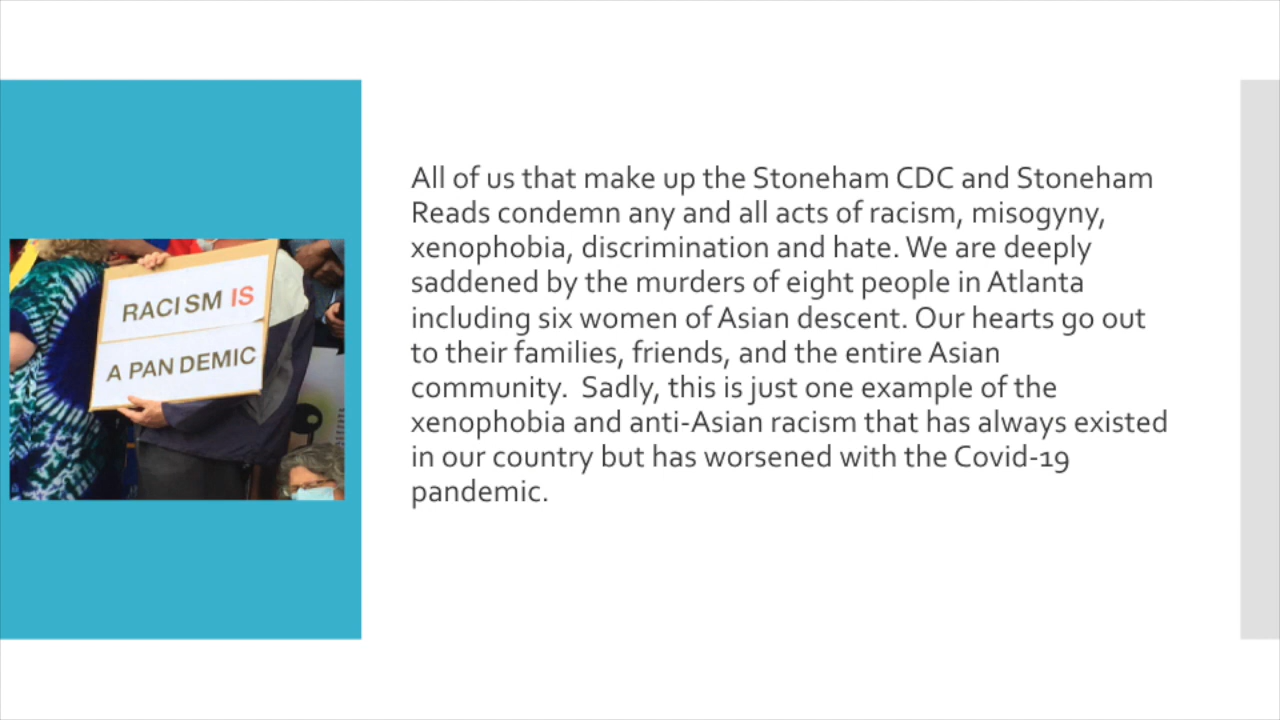 RACISM IS
A PANDEMIC
All of us that make up the Stoneham CDC and Stoneham
Reads condemn any and all acts of racism, misogyny,
xenophobia, discrimination and hate. We are deeply
saddened by the murders of eight people in Atlanta
including six women of Asian descent. Our hearts go out
to their families, friends, and the entire Asian
community.  Sadly, this is just one example of the
xenophobia and anti-Asian racism that has always existed
in our country but has worsened with the Covid-19
pandemic.